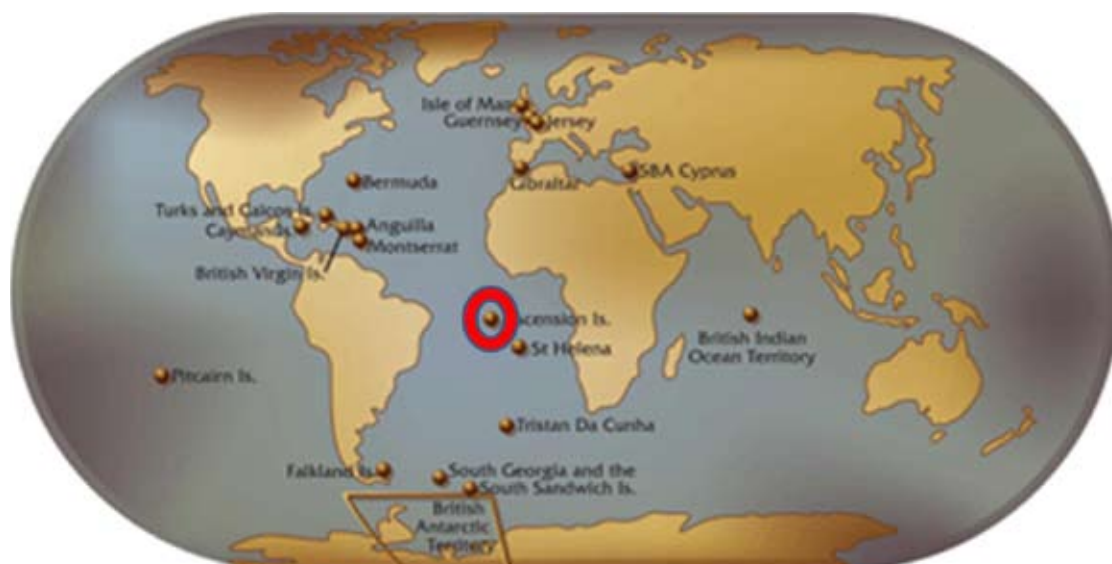 Isle of Man
Guernsey
Jersey
Gibraltar
SBA Cyprus
Bermuda
Turks and Caicos Is.
Caymans
Anguilla
Montserrat
British Virgin Is.
scension Is.
St Helena
British Indian
Ocean Territory
Pitcairn Is.
Tristan Da Cunha
Falkland Is.
South Georgia and the
South Sandwich Is.
British
Antarctic
Territory